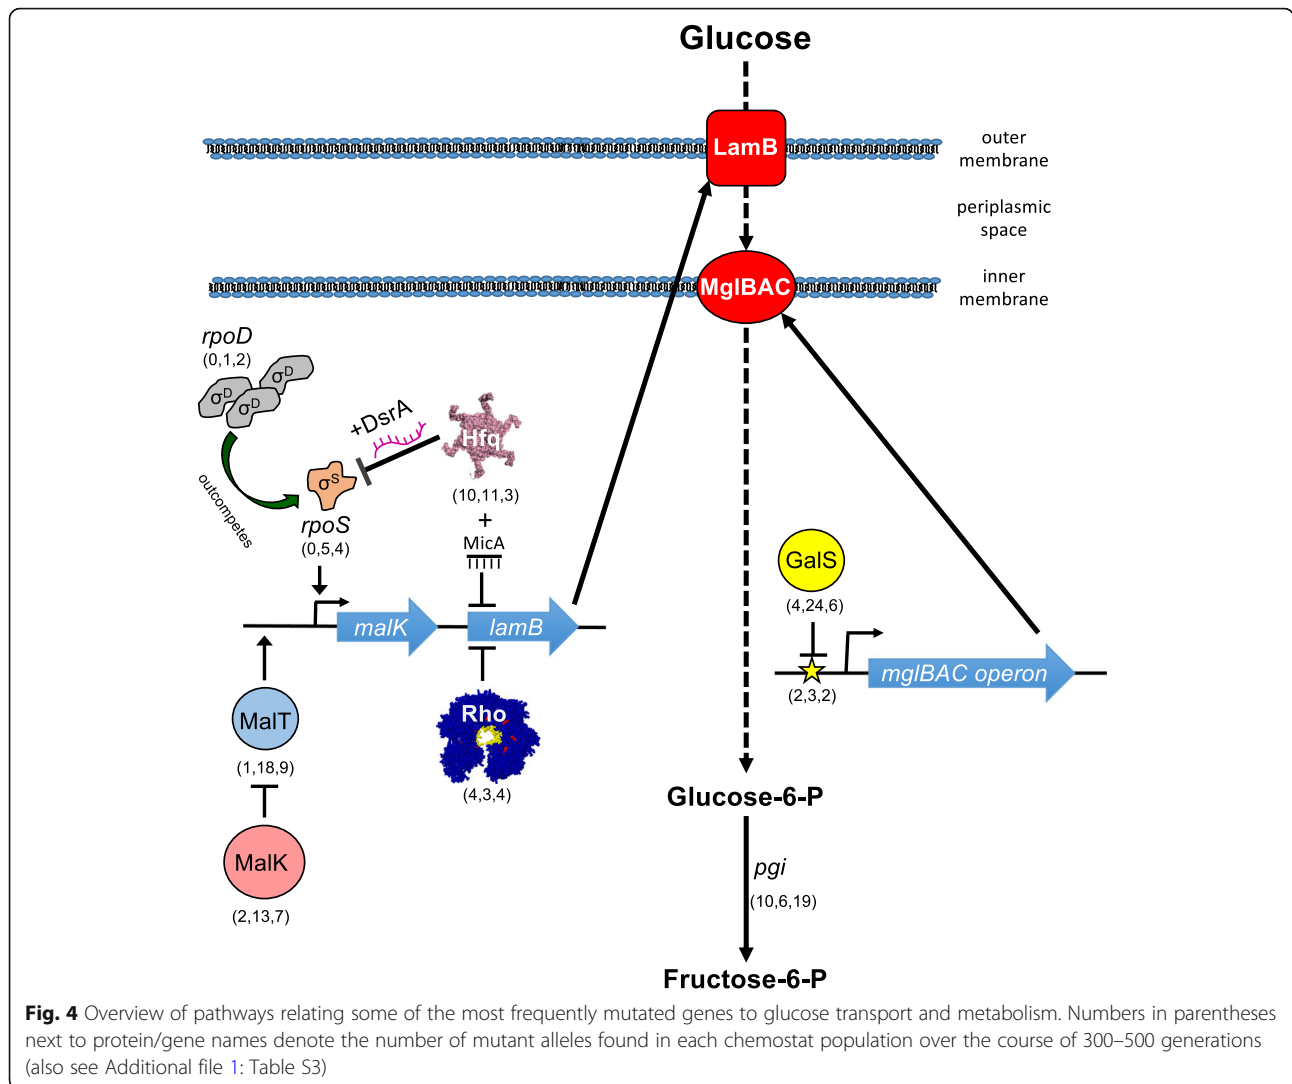 Glucose
LamB
outer
membrane
periplasmic
space
MglBAC
inner
membrane
rpoD
(0,1,2)
σD
σD
σD
outcompetes
+DsrA
Hfq
(10,11,3)
σS
rpoS
(0,5,4)
+
MicA
malK
lamB
GalS
(4,24,6)
mglBAC operon
(2,3,2)
MalT
(1,18,9)
Rho
(4,3,4)
MalK
(2,13,7)
Glucose-6-P
pgi
(10,6,19)
Fructose-6-P
Fig. 4 Overview of pathways relating some of the most frequently mutated genes to glucose transport and metabolism. Numbers in parentheses
next to protein/gene names denote the number of mutant alleles found in each chemostat population over the course of 300–500 generations
(also see Additional file 1: Table S3)